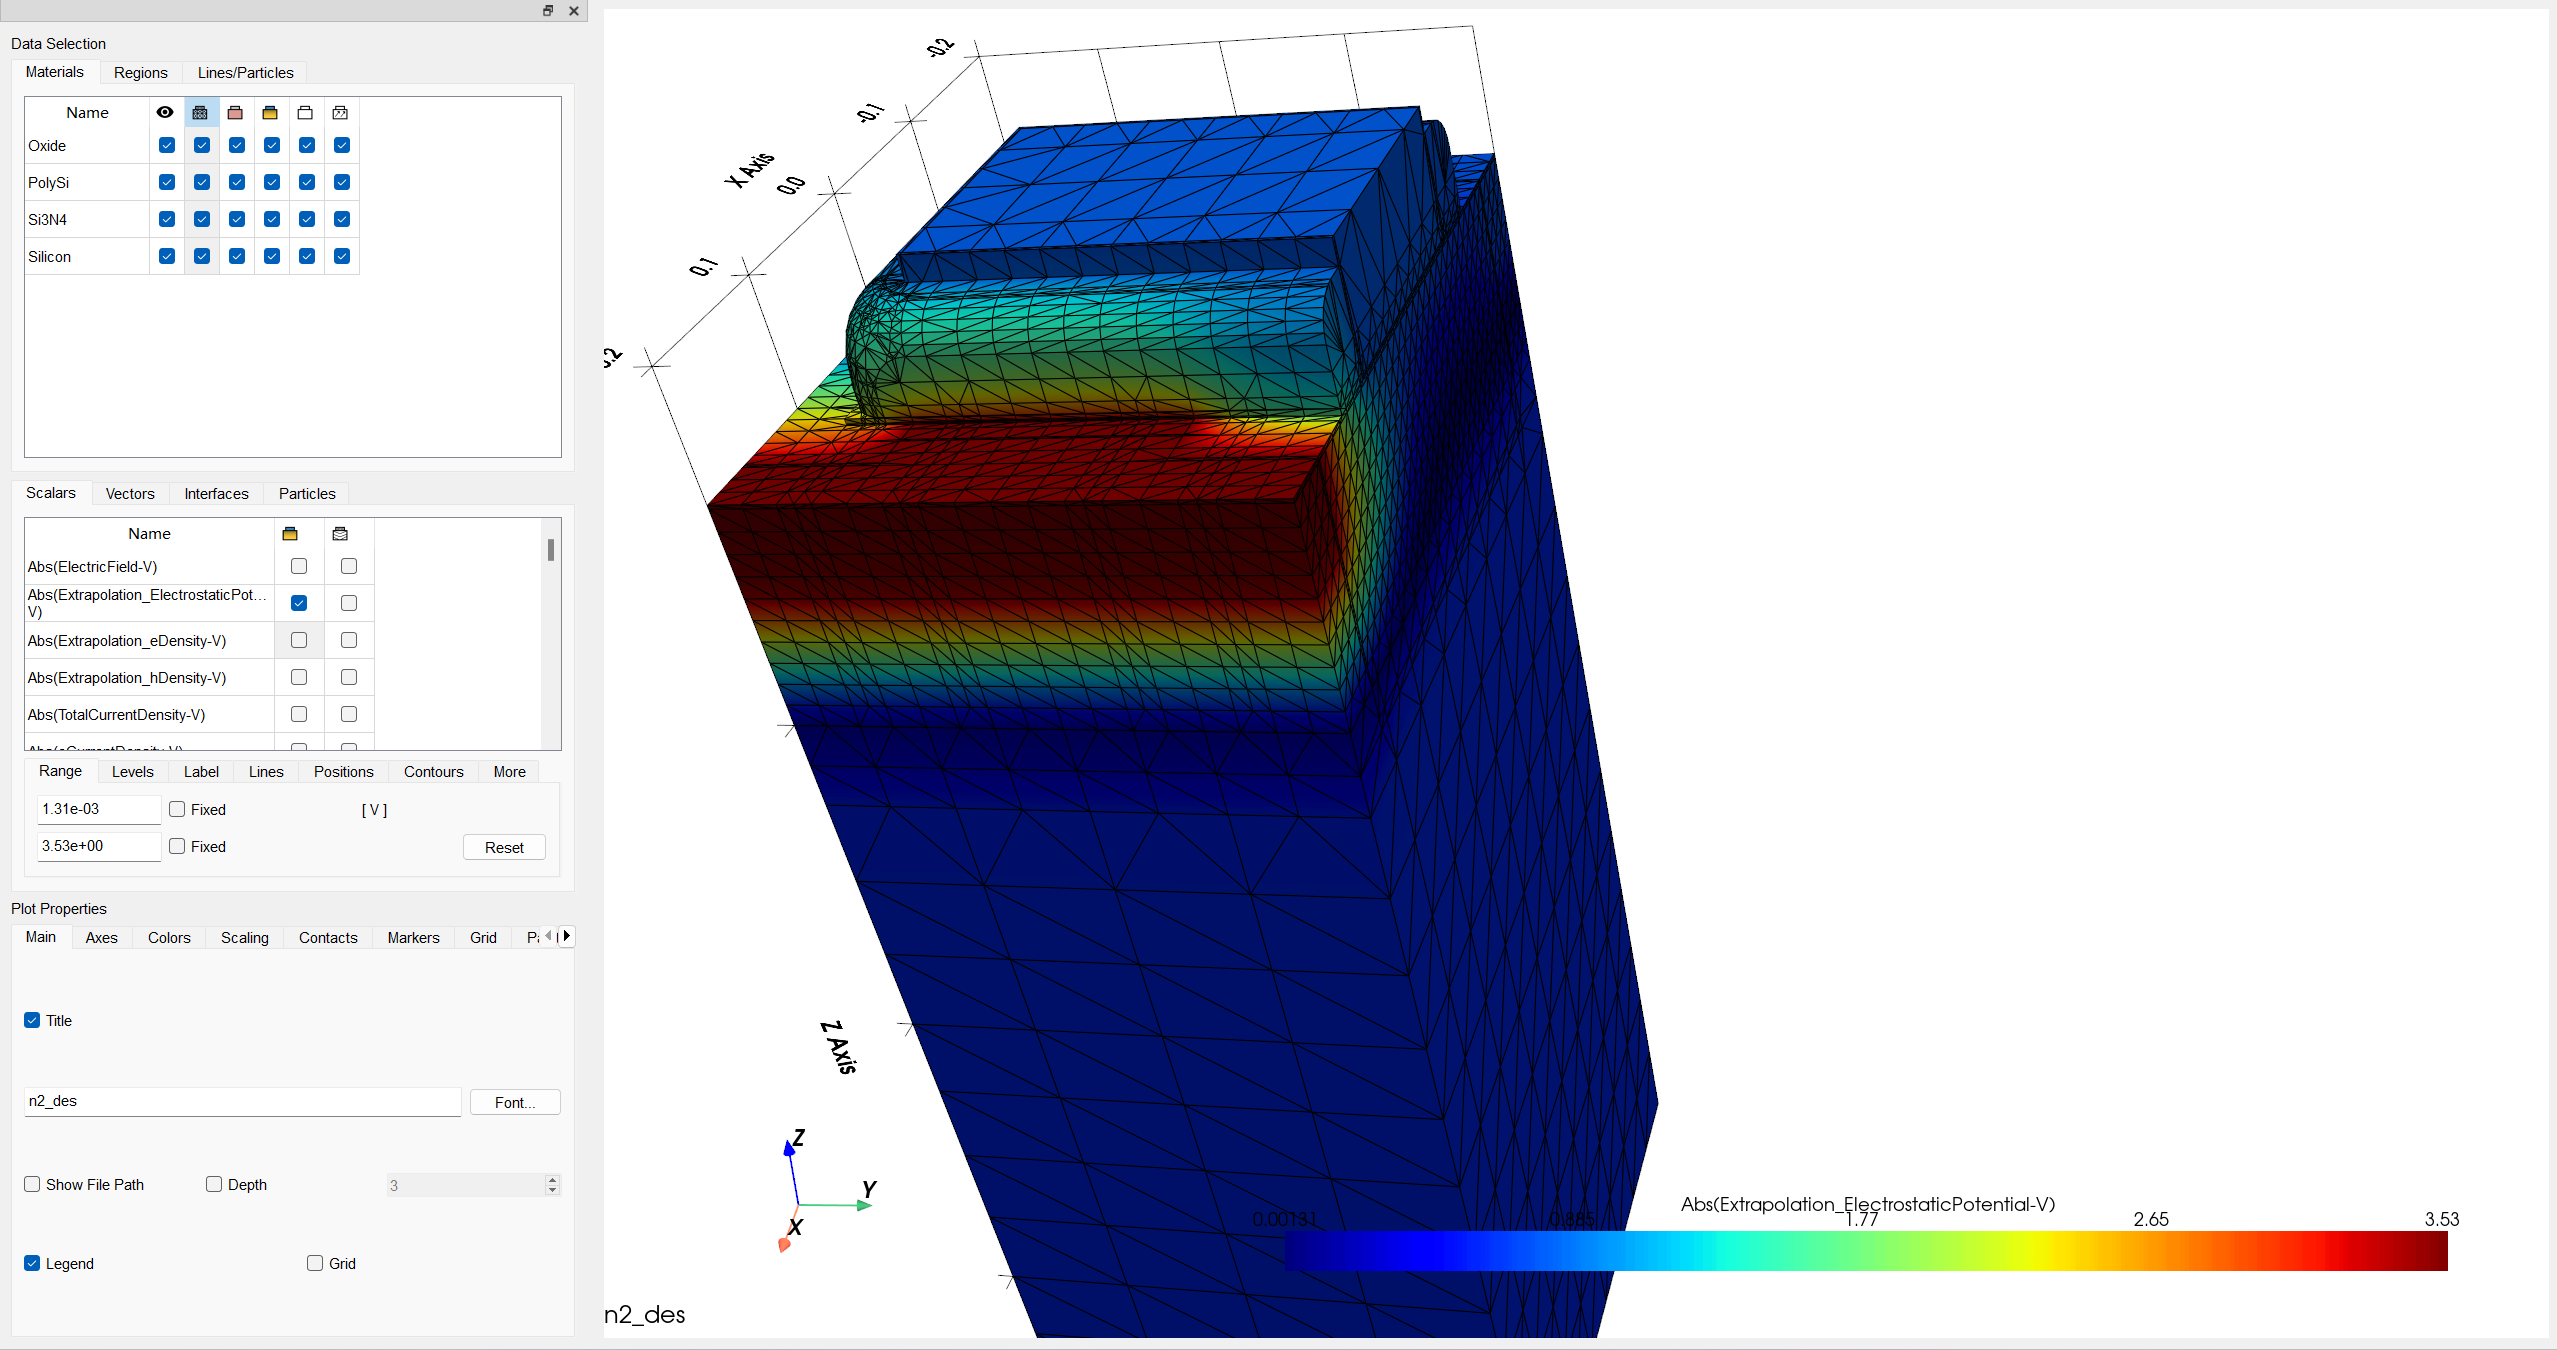 Data Selection
Materials Regions Lines/Particles
Name
Oxide
PolySi
Si3N4
Silicon
Scalars Vectors Interfaces Particles
Name
Abs(ElectricField-V)
Abs(Extrapolation_ElectrostaticPot...
V)
Abs(Extrapolation_eDensity-V)
Abs(Extrapolation_hDensity-V)
Abs(TotalCurrentDensity-V)
Range Levels Label Lines Positions Contours More
1.31e-03 Fixed [ V ]
3.53e+00 Fixed Reset
Plot Properties
Main Axes Colors Scaling Contacts Markers Grid
Title
n2_des Font...
Show File Path Depth 3
Legend Grid
-0.2
-0.1
X Axis
0.0
0.1
Z Axis
Z
Y
X
Abs(Extrapolation_ElectrostaticPotential-V)
0.00131 0.885 1.77 2.65 3.53
n2_des